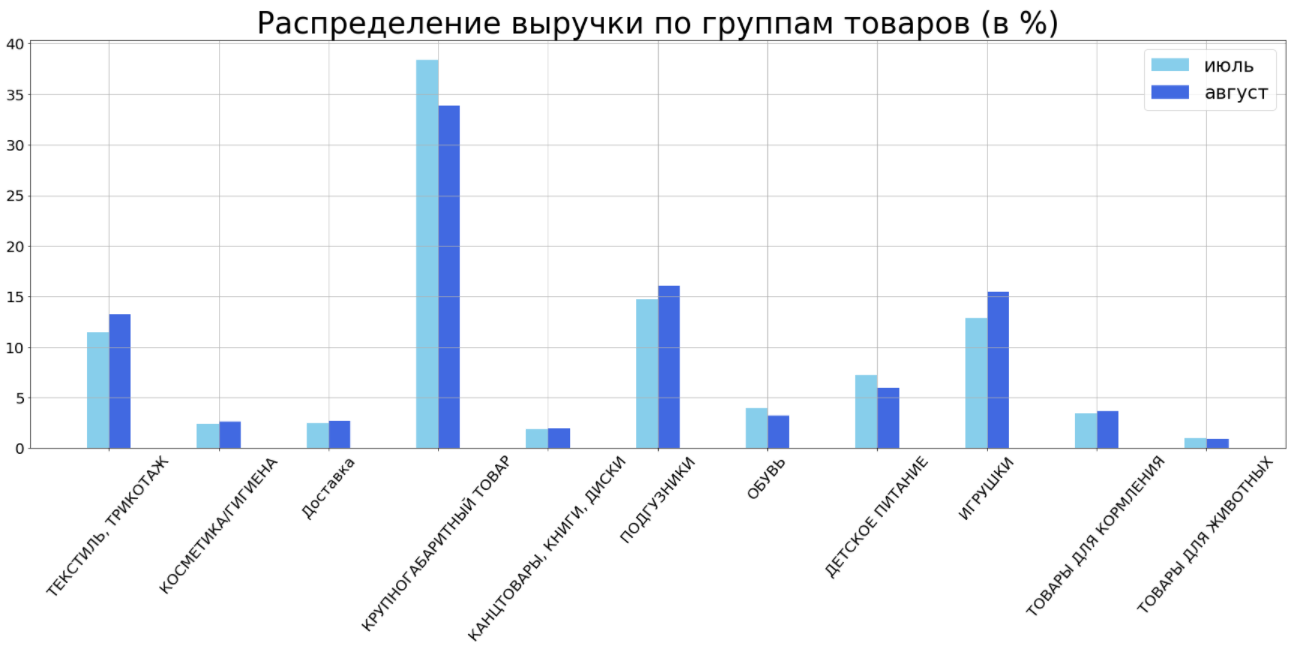 Распределение выручки по группам товаров (в %)
июль
август
40
35
30
25
20
15
10
5
0
ТЕКСТИЛЬ, ТРИКОТАЖ
КОСМЕТИКА/ГИГИЕНА
Доставка
КРУПНОГАБАРИТНЫЙ ТОВАР
КАНЦТОВАРЫ, КНИГИ, ДИСКИ
ПОДГУЗНИКИ
ОБУВЬ
ДЕТСКОЕ ПИТАНИЕ
ИГРУШКИ
ТОВАРЫ ДЛЯ КОРМЛЕНИЯ
ТОВАРЫ ДЛЯ ЖИВОТНЫХ